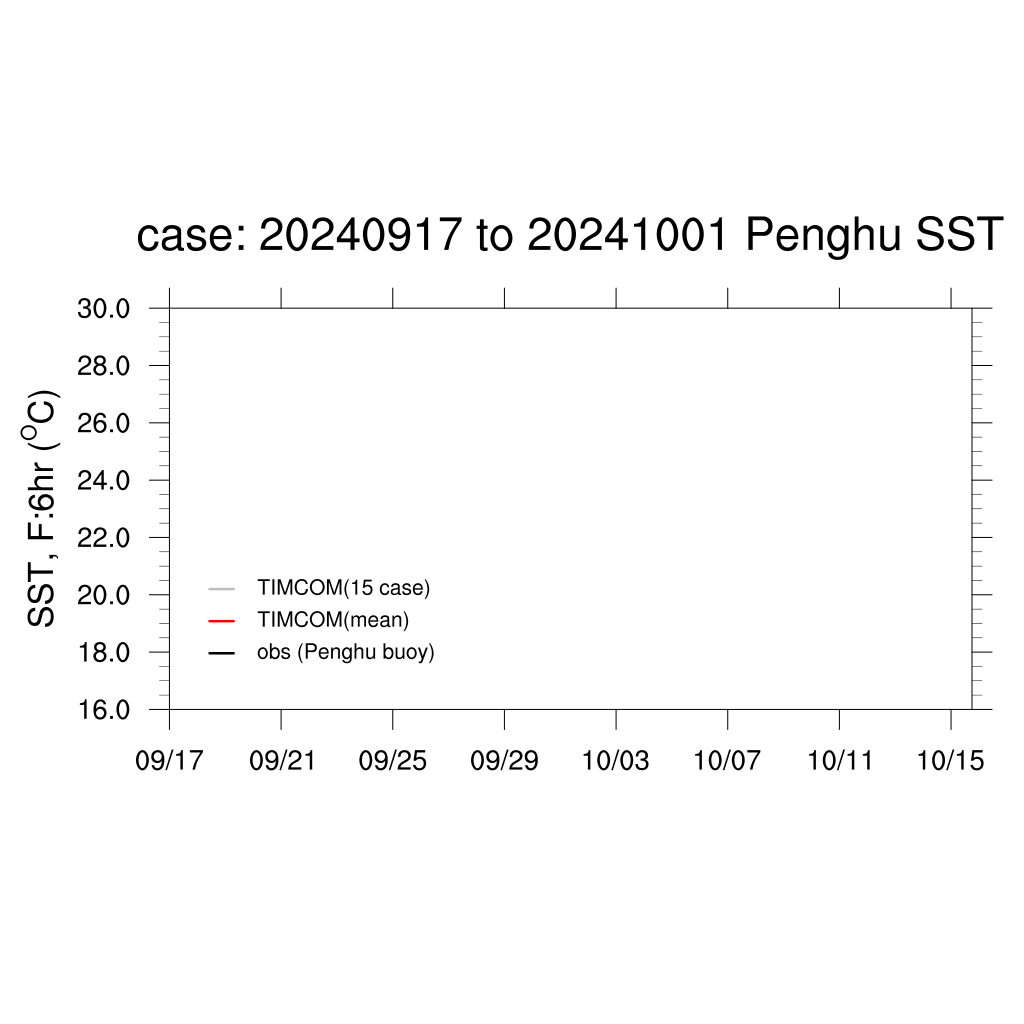 case: 20240917 to 20241001 Penghu SST
SST, F:6hr (°C)
30.0
28.0
26.0
24.0
22.0
20.0
18.0
16.0
TIMCOM(15 case)
TIMCOM(mean)
obs (Penghu buoy)
09/17 09/21 09/25 09/29 10/03 10/07 10/11 10/15